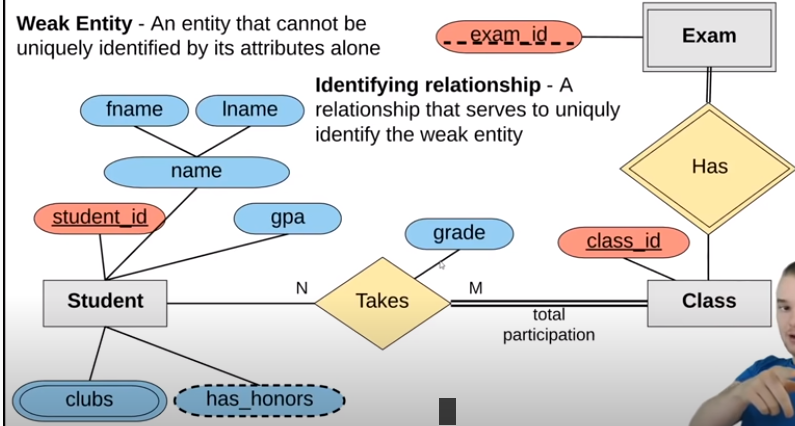 Weak Entity - An entity that cannot be
uniquely identified by its attributes alone
exam_id
Exam
Identifying relationship - A
relationship that serves to uniquly
identify the weak entity
fname
lname
name
Has
student_id
gpa
grade
class_id
Student
N
Takes
M
total
participation
Class
clubs
has_honors